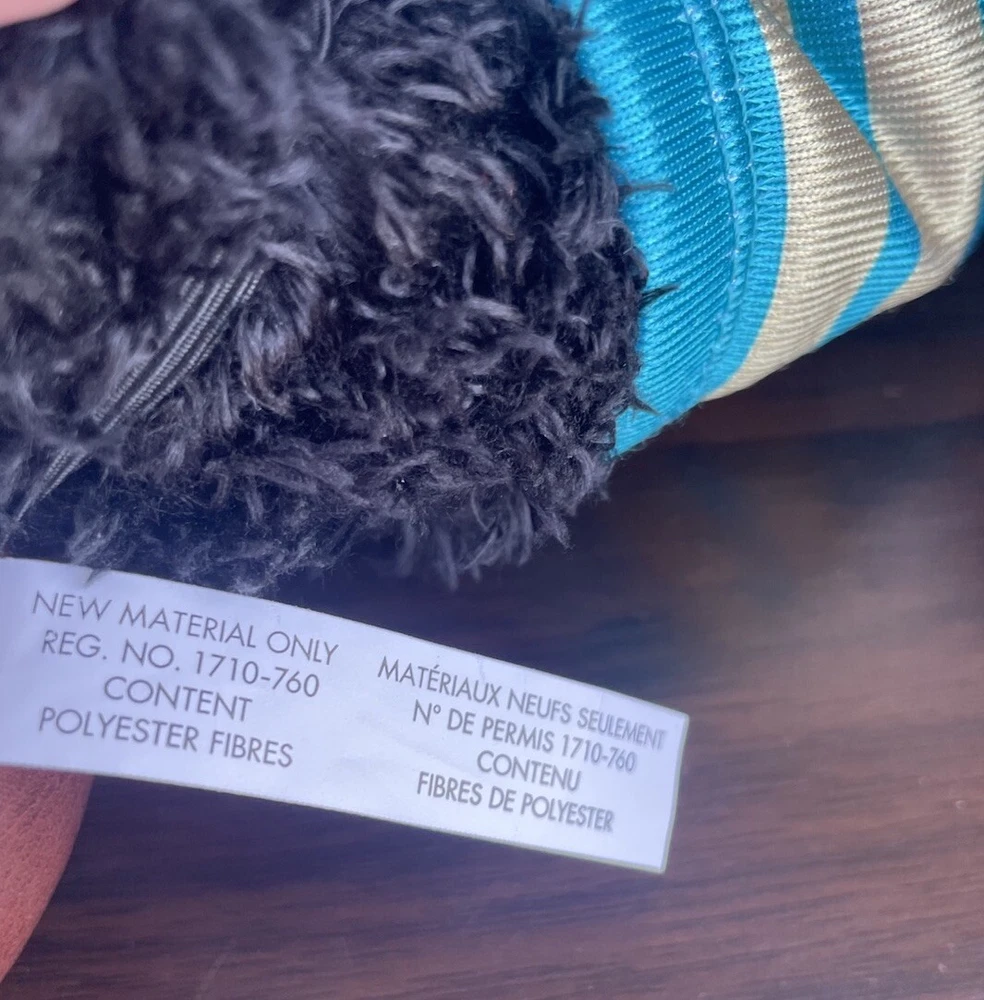 NEW MATERIAL ONLY
REG. NO. 1710-760
CONTENT
POLYESTER FIBRES
MATÉRIAUX NEUFS SEULEMENT
N° DE PERMIS 1710-760
CONTENU
FIBRES DE POLYESTER